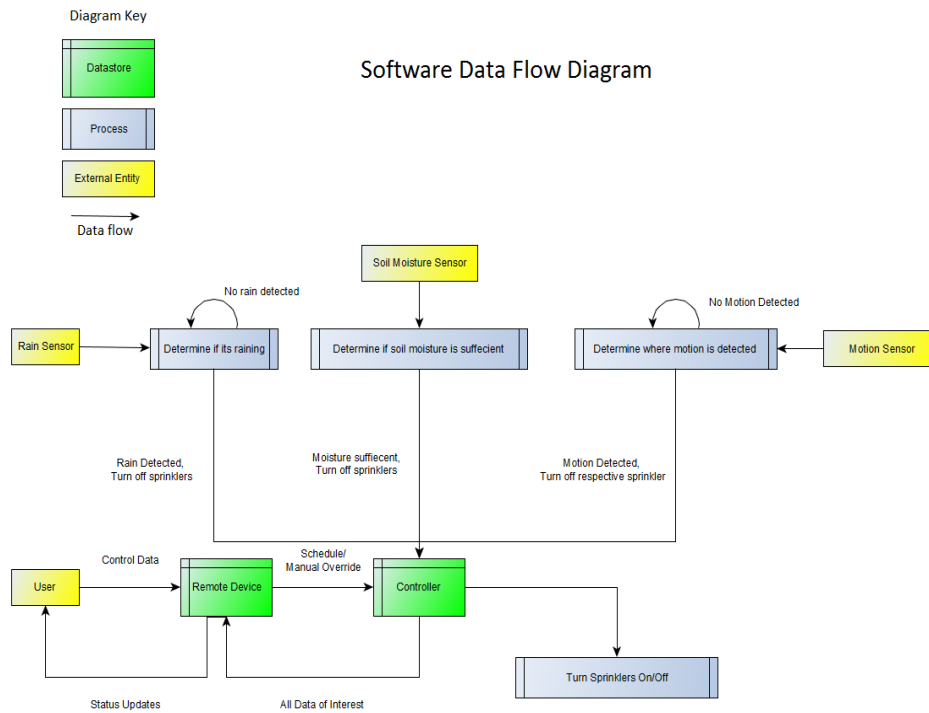 Diagram Key
Software Data Flow Diagram
Datastore
Process
External Entity
Data flow
Soil Moisture Sensor
No rain detected
No Motion Detected
Rain Sensor
Determine if its raining
Determine if soil moisture is suffecient
Determine where motion is detected
Motion Sensor
Rain Detected,
Turn off sprinklers
Moisture suffiecent,
Turn off sprinklers
Motion Detected,
Turn off respective sprinkler
Control Data
Schedule/
Manual Override
User
Remote Device
Controller
Turn Sprinklers On/Off
Status Updates
All Data of Interest